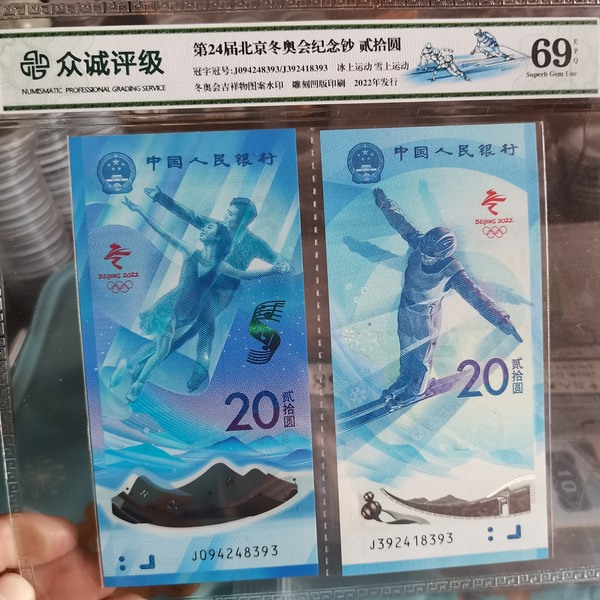 众诚评级
NUMISMATIC PROFESSIONAL GRADING SERVICE
第24届北京冬奥会纪念钞 贰拾圆
冠字冠号:J094248393/J392418393 冰上运动 雪上运动
冬奥会吉祥物图案水印 雕刻凹版印刷 2022年发行
69
EPQ
Superb Gem Unc
中国人民银行
BEIJING 2022
20
贰拾圆
J094248393
中国人民银行
BEIJING 2022
20
贰拾圆
J392418393